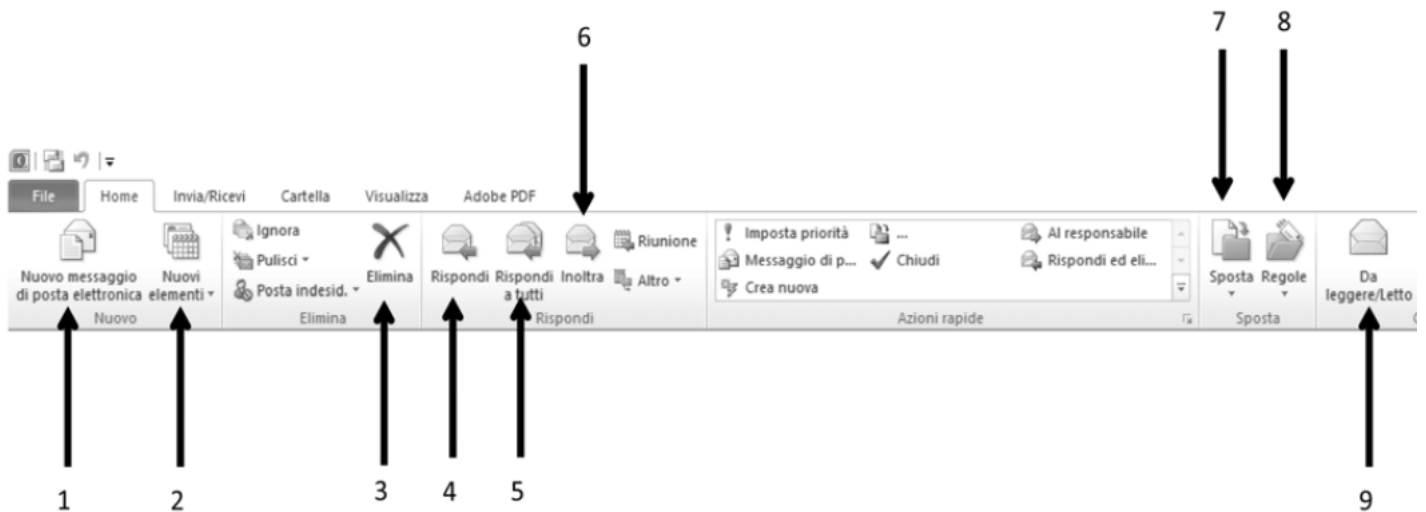 7 8
6
File Home Invia/Ricevi Cartella Visualizza Adobe PDF
Nuovo messaggio di posta elettronica
Nuovi elementi
Nuovo
Ignora
Pulisci
Posta indesid.
Elimina
Elimina
Rispondi
Rispondi a tutti
Inoltra
Riunione
Altro
Rispondi
Imposta priorità
Messaggio di p...
Crea nuova
...
Chiudi
Al responsabile
Rispondi ed eli...
Azioni rapide
Sposta
Regole
Sposta
Da leggere/Letto
1 2 3 4 5 9